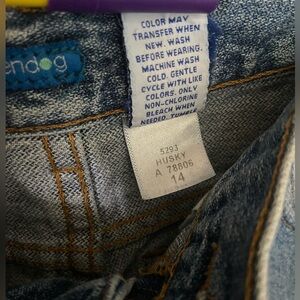 endog
COLOR MAY
TRANSFER WHEN
NEW. WASH
BEFORE WEARING.
MACHINE WASH
COLD. GENTLE
CYCLE WITH LIKE
COLORS. ONLY
NON-CHLORINE
BLEACH WHEN
NEEDED. TUMBLE
5293
HUSKY
A 78806
14